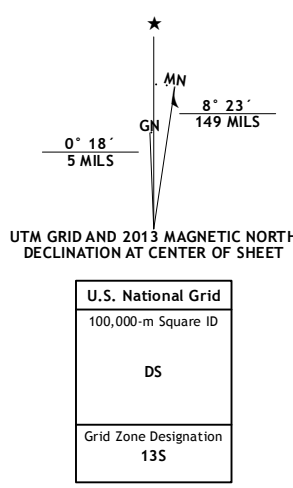 ★
MN
8° 23´
149 MILS
GN
0° 18´
5 MILS
UTM GRID AND 2013 MAGNETIC NORTH
DECLINATION AT CENTER OF SHEET
U.S. National Grid
100,000-m Square ID
DS
Grid Zone Designation
13S